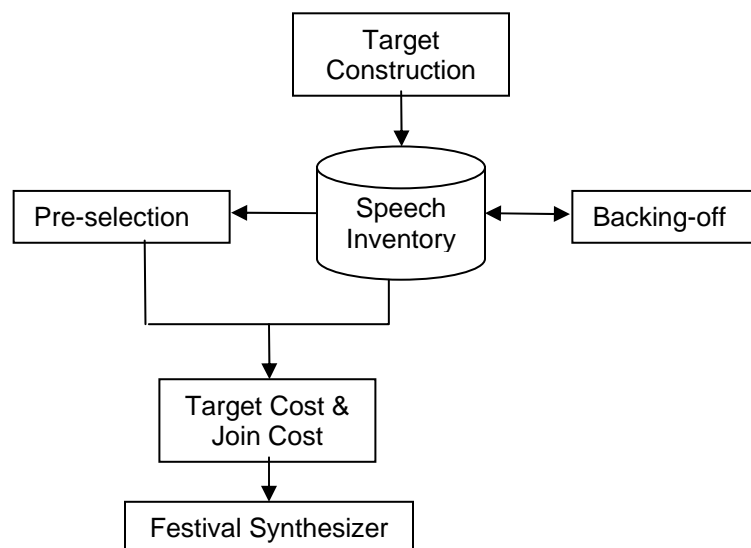 Target
Construction
Pre-selection
Speech
Inventory
Backing-off
Target Cost &
Join Cost
Festival Synthesizer